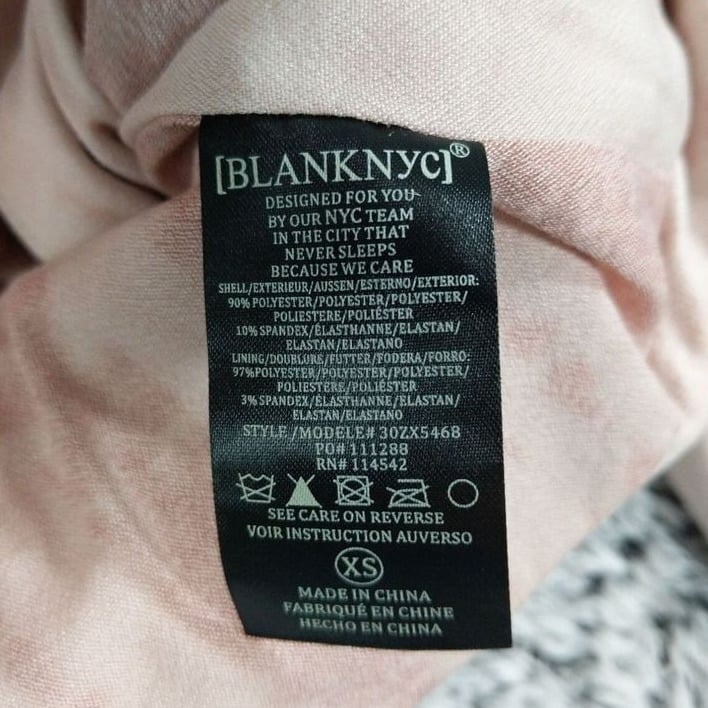 [BLANKNYC]®
DESIGNED FOR YOU
BY OUR NYC TEAM
IN THE CITY THAT
NEVER SLEEPS
BECAUSE WE CARE
SHELL/EXTERIEUR/AUSSEN/ESTERNO/EXTERIOR:
90% POLYESTER/POLYESTER/POLYESTER/
POLIESTERE/POLIÉSTER
10% SPANDEX/ÉLASTHANNE/ELASTAN/
ELASTAN/ELASTANO
LINING/DOUBLURE/FUTTER/FODERA/FORRO:
97%POLYESTER/POLYESTER/POLYESTER/
POLIESTERE/POLIÉSTER
3% SPANDEX/ÉLASTHANNE/ELASTAN/
ELASTAN/ELASTANO
STYLE/MODELE# 30ZX5468
PO# 111288
RN# 114542
SEE CARE ON REVERSE
VOIR INSTRUCTION AUVERSO
XS
MADE IN CHINA
FABRIQUÉ EN CHINE
HECHO EN CHINA